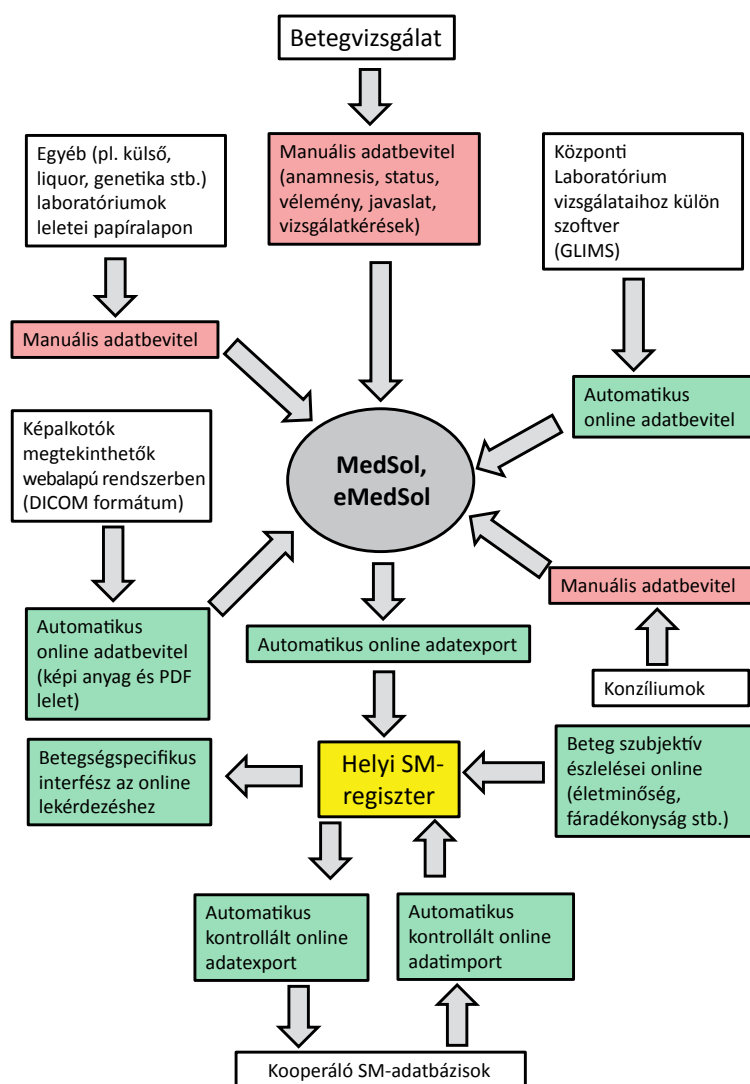 Betegvizsgálat
Egyéb (pl. külső,
liquor, genetika stb.)
laboratóriumok
leletei papíralapon
Manuális adatbevitel
(anamnesis, status,
vélemény, javaslat,
vizsgálatkérések)
Központi
Laboratórium
vizsgálataihoz külön
szoftver
(GLIMS)
Manuális adatbevitel
Automatikus
online adatbevitel
Képalkotók
megtekinthetők
webalapú rendszerben
(DICOM formátum)
MedSol,
eMedSol
Manuális adatbevitel
Automatikus
online adatbevitel
(képi anyag és PDF
lelet)
Automatikus online adatexport
Konzíliumok
Betegségspecifikus
interfész az online
lekérdezéshez
Helyi SM-
regiszter
Beteg szubjektív
észlelései online
(életminőség,
fáradékonyság stb.)
Automatikus
kontrollált online
adatexport
Automatikus
kontrollált online
adatimport
Kooperáló SM-adatbázisok